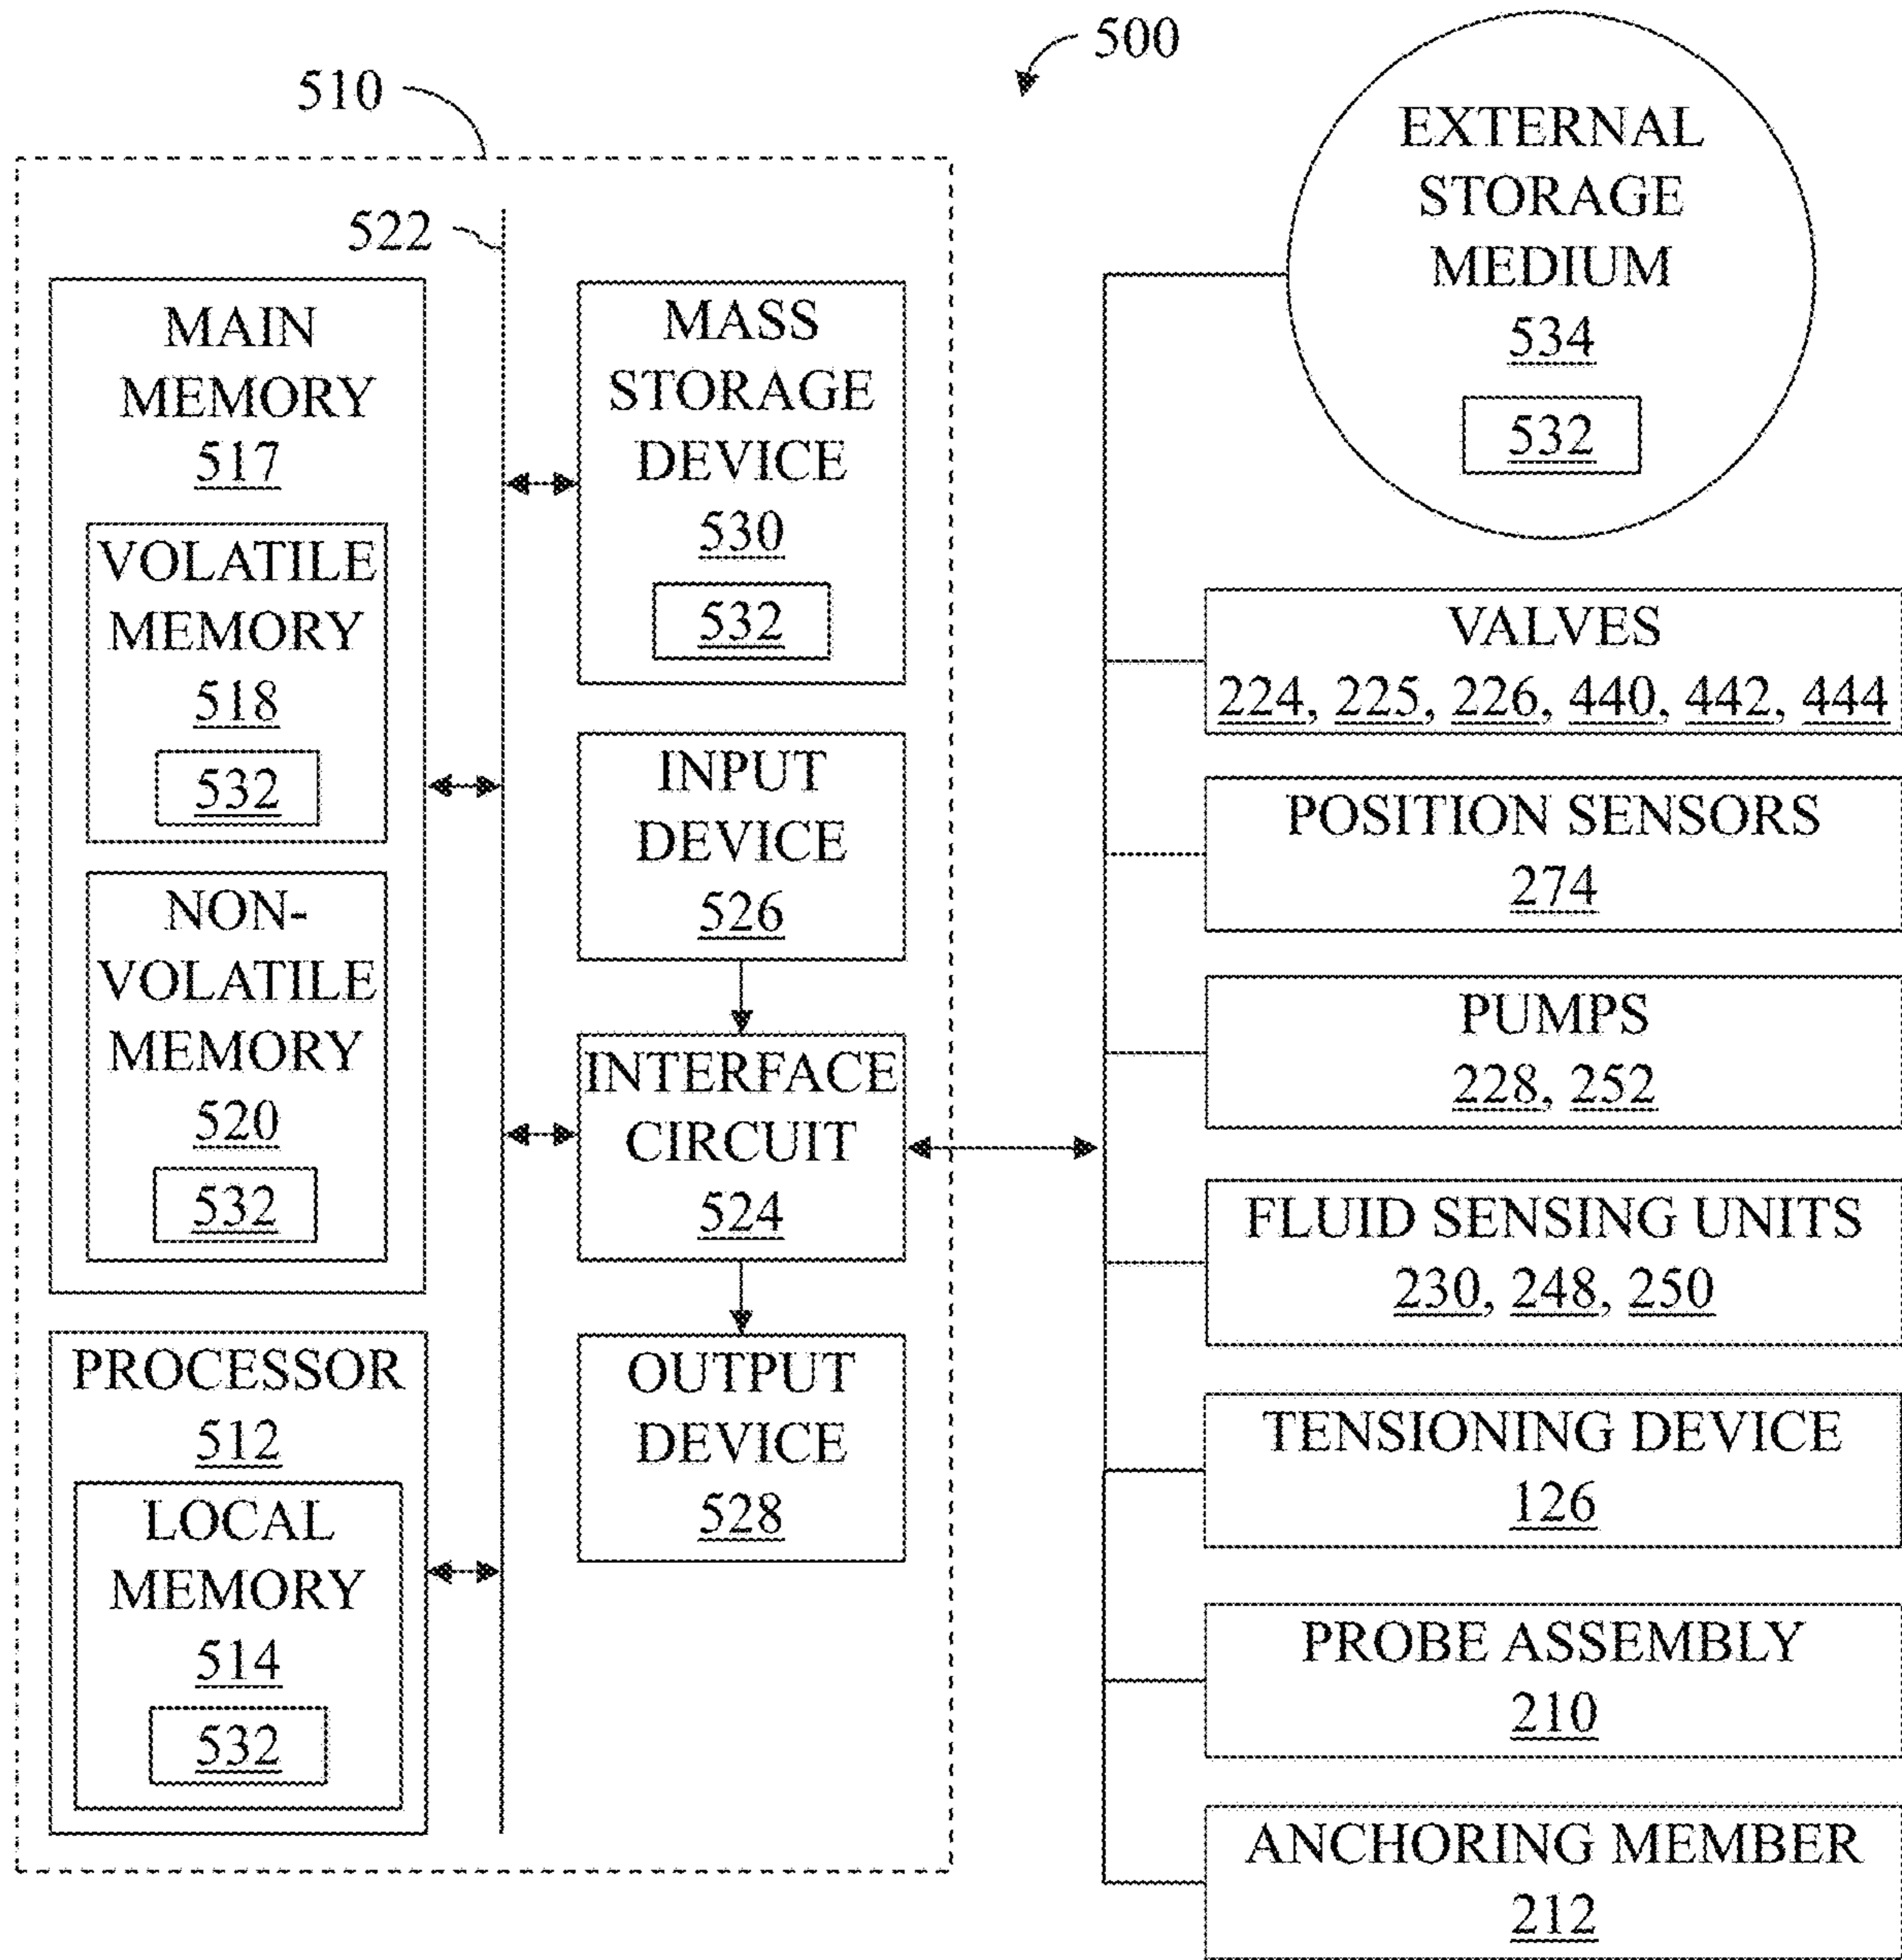 500
510
522
MAIN
MEMORY
517
VOLATILE
MEMORY
518
532
NON-
VOLATILE
MEMORY
520
532
PROCESSOR
512
LOCAL
MEMORY
514
532
MASS
STORAGE
DEVICE
530
532
INPUT
DEVICE
526
INTERFACE
CIRCUIT
524
OUTPUT
DEVICE
528
EXTERNAL
STORAGE
MEDIUM
534
532
VALVES
224, 225, 226, 440, 442, 444
POSITION SENSORS
274
PUMPS
228, 252
FLUID SENSING UNITS
230, 248, 250
TENSIONING DEVICE
126
PROBE ASSEMBLY
210
ANCHORING MEMBER
212